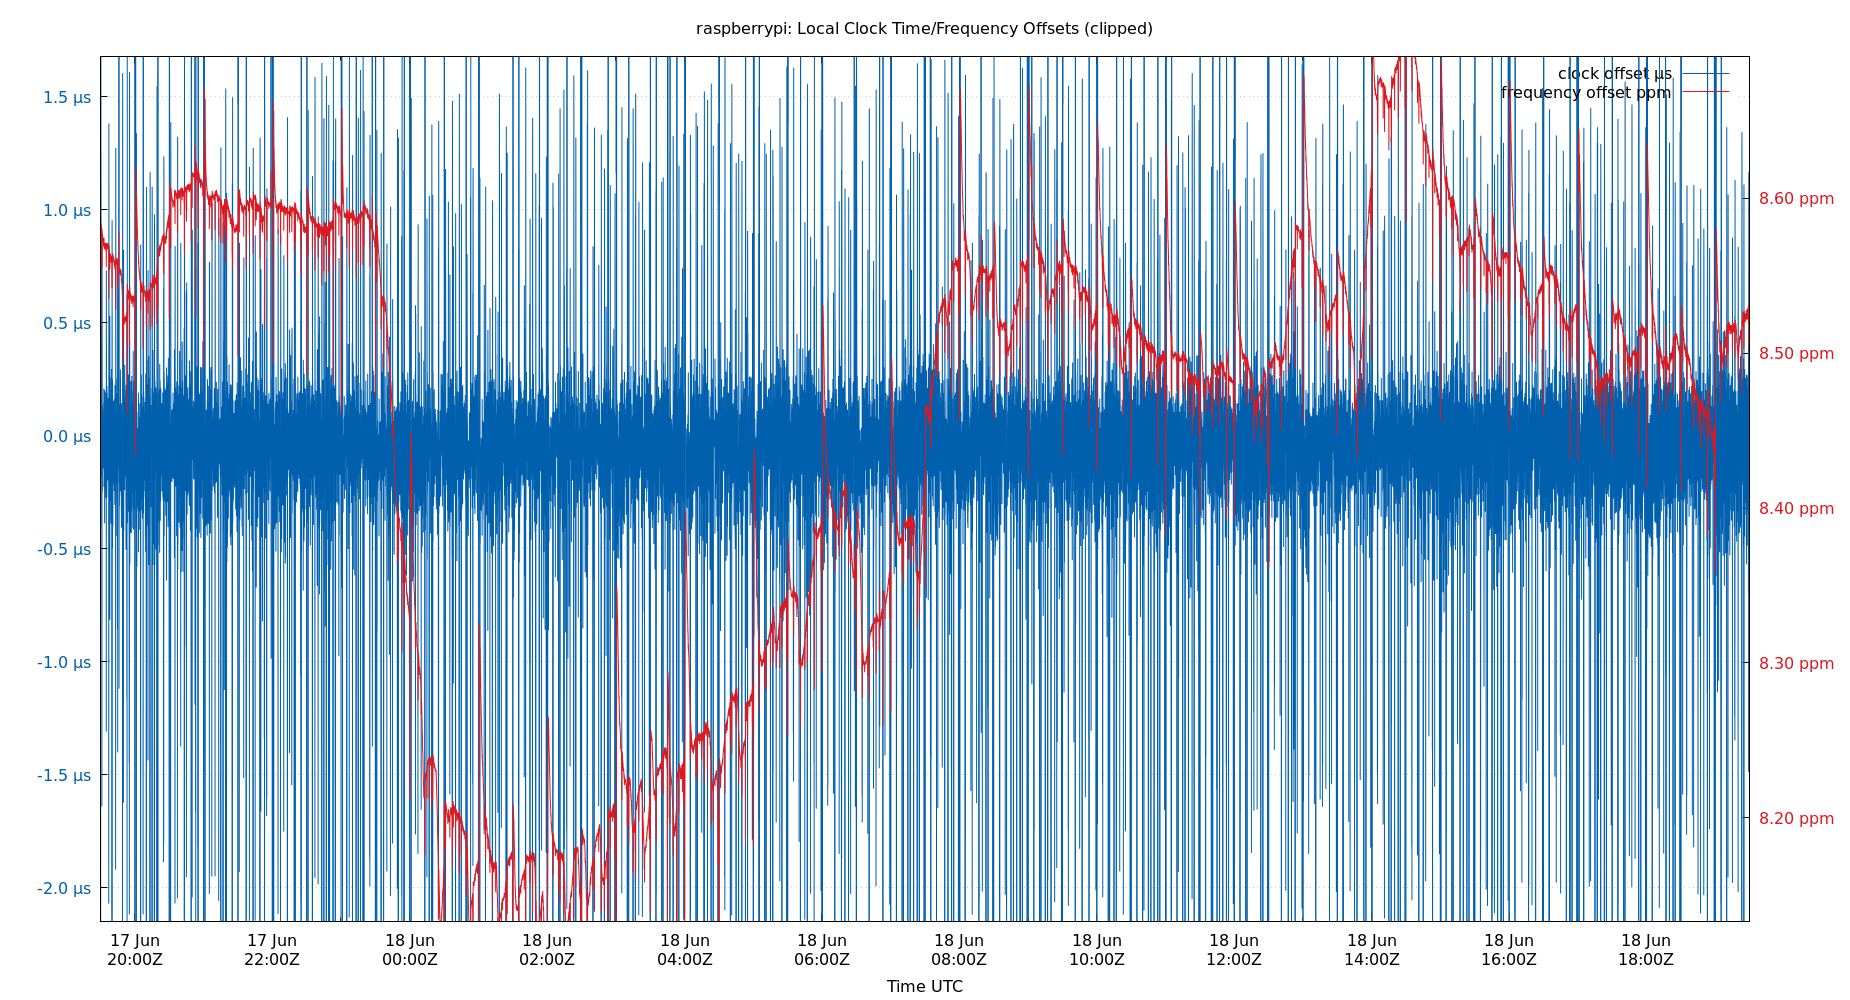 raspberrypi: Local Clock Time/Frequency Offsets (clipped)
clock offset µs
frequency offset ppm
1.5 µs
1.0 µs
0.5 µs
0.0 µs
-0.5 µs
-1.0 µs
-1.5 µs
-2.0 µs
8.60 ppm
8.50 ppm
8.40 ppm
8.30 ppm
8.20 ppm
17 Jun 17 Jun 18 Jun 18 Jun 18 Jun 18 Jun 18 Jun 18 Jun 18 Jun 18 Jun 18 Jun 18 Jun
20:00Z 22:00Z 00:00Z 02:00Z 04:00Z 06:00Z 08:00Z 10:00Z 12:00Z 14:00Z 16:00Z 18:00Z
Time UTC